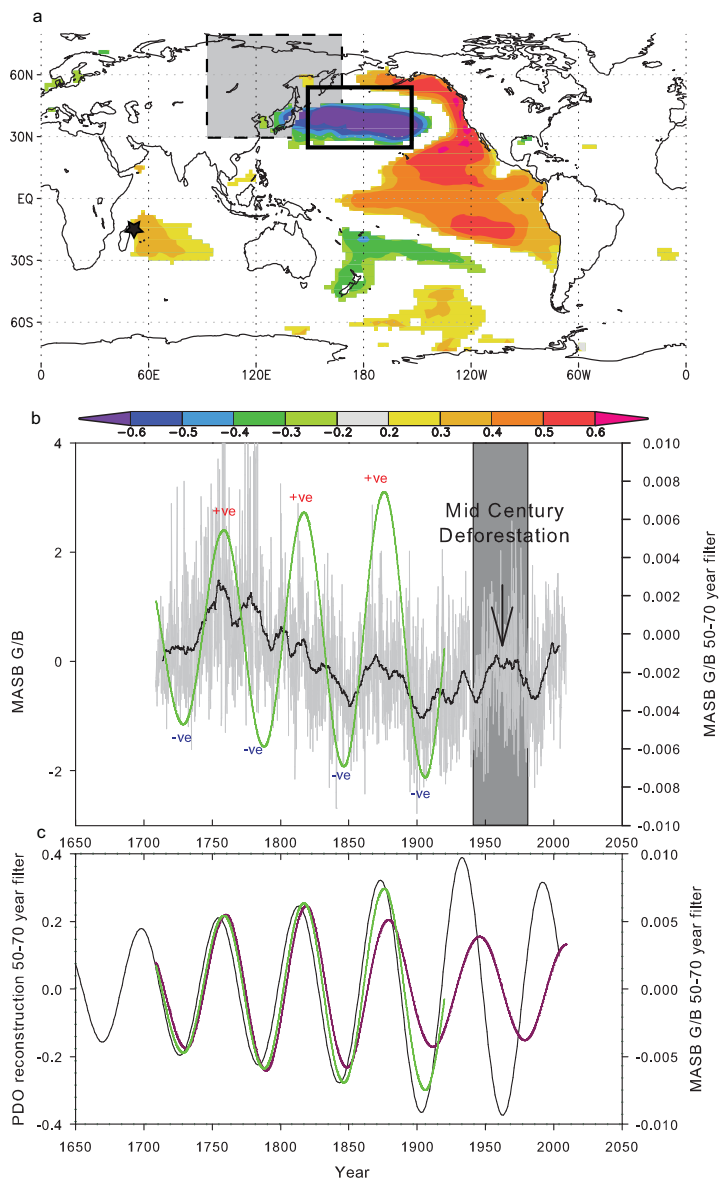 a
60N
30N
EQ
30S
60S
0 60E 120E 180 120W 60W 0
b
-0.6 -0.5 -0.4 -0.3 -0.2 0.2 0.3 0.4 0.5 0.6
4 0.010
0.008
+ve +ve +ve
Mid Century
Deforestation
0.006
2 0.004
0.002
0.000
0 -0.002
-0.004
-ve -ve -ve -ve
-0.006
-2 -0.008
-0.010
MASB G/B
MASB G/B 50-70 year filter
1650 1700 1750 1800 1850 1900 1950 2000 2050
c
0.4 0.010
0.2 0.005
0.0 0.000
-0.2 -0.005
-0.4 -0.010
PDO reconstruction 50-70 year filter
MASB G/B 50-70 year filter
1650 1700 1750 1800 1850 1900 1950 2000 2050
Year